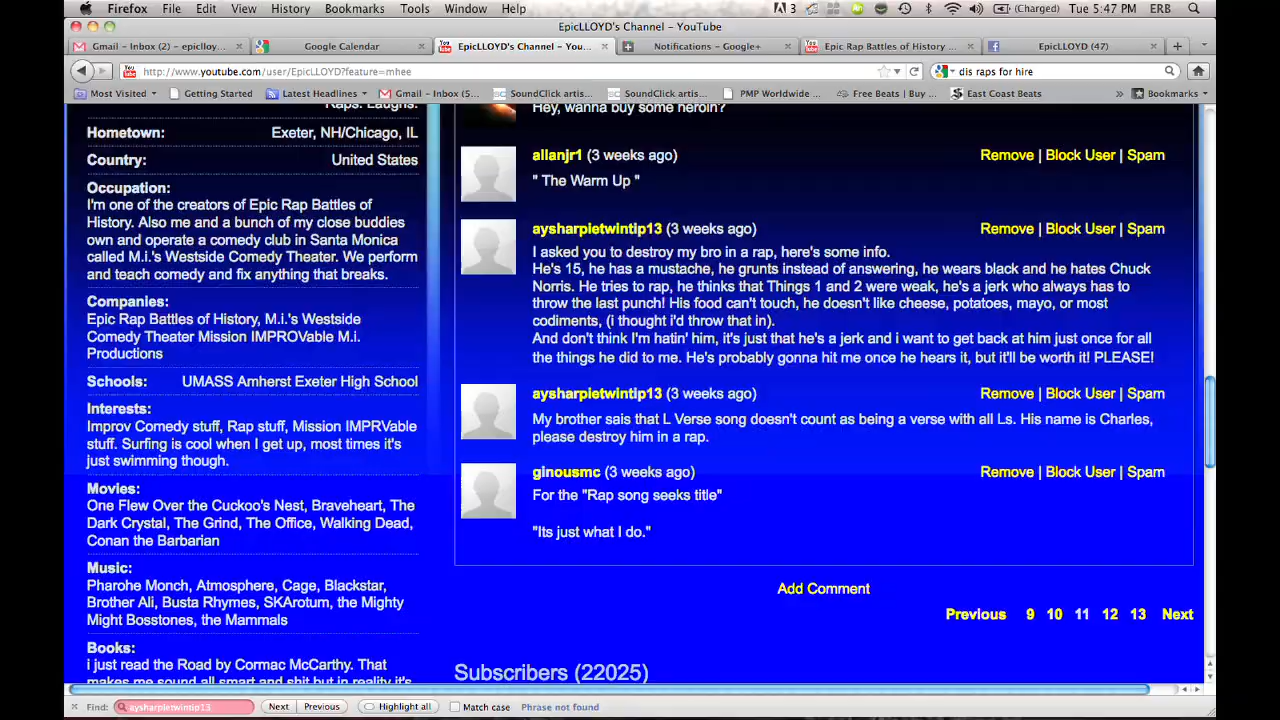 Firefox File Edit View History Bookmarks Tools Window Help
3 (Charged) Tue 5:47 PM ERB
EpicLLOYD's Channel – YouTube
Gmail – Inbox (2) – epiclloy... Google Calendar EpicLLOYD's Channel – You... Notifications – Google+ Epic Rap Battles of History ... EpicLLOYD (47)
http://www.youtube.com/user/EpicLLOYD?feature=mhee dis raps for hire
Most Visited Getting Started Latest Headlines Gmail – Inbox (5... SoundClick artis... SoundClick artis... PMP Worldwide ... Free Beats | Buy ... East Coast Beats » Bookmarks
Raps. Laughs.
Hometown: Exeter, NH/Chicago, IL
Country: United States
Occupation:
I'm one of the creators of Epic Rap Battles of
History. Also me and a bunch of my close buddies
own and operate a comedy club in Santa Monica
called M.i.'s Westside Comedy Theater. We perform
and teach comedy and fix anything that breaks.
Companies:
Epic Rap Battles of History, M.i.'s Westside
Comedy Theater Mission IMPROVable M.i.
Productions
Schools: UMASS Amherst Exeter High School
Interests:
Improv Comedy stuff, Rap stuff, Mission IMPRVable
stuff. Surfing is cool when I get up, most times it's
just swimming though.
Movies:
One Flew Over the Cuckoo's Nest, Braveheart, The
Dark Crystal, The Grind, The Office, Walking Dead,
Conan the Barbarian
Music:
Pharohe Monch, Atmosphere, Cage, Blackstar,
Brother Ali, Busta Rhymes, SKArotum, the Mighty
Might Bosstones, the Mammals
Books:
i just read the Road by Cormac McCarthy. That
makes me sound all smart and shit but in reality it's
Hey, wanna buy some heroin?
allanjr1 (3 weeks ago) Remove | Block User | Spam
" The Warm Up "
aysharpietwintip13 (3 weeks ago) Remove | Block User | Spam
I asked you to destroy my bro in a rap, here's some info.
He's 15, he has a mustache, he grunts instead of answering, he wears black and he hates Chuck
Norris. He tries to rap, he thinks that Things 1 and 2 were weak, he's a jerk who always has to
throw the last punch! His food can't touch, he doesn't like cheese, potatoes, mayo, or most
codiments, (i thought i'd throw that in).
And don't think I'm hatin' him, it's just that he's a jerk and i want to get back at him just once for all
the things he did to me. He's probably gonna hit me once he hears it, but it'll be worth it! PLEASE!
aysharpietwintip13 (3 weeks ago) Remove | Block User | Spam
My brother sais that L Verse song doesn't count as being a verse with all Ls. His name is Charles,
please destroy him in a rap.
ginousmc (3 weeks ago) Remove | Block User | Spam
For the "Rap song seeks title"
"Its just what I do."
Add Comment
Previous 9 10 11 12 13 Next
Subscribers (22025)
Find: aysharpietwintip13 Next Previous Highlight all Match case Phrase not found